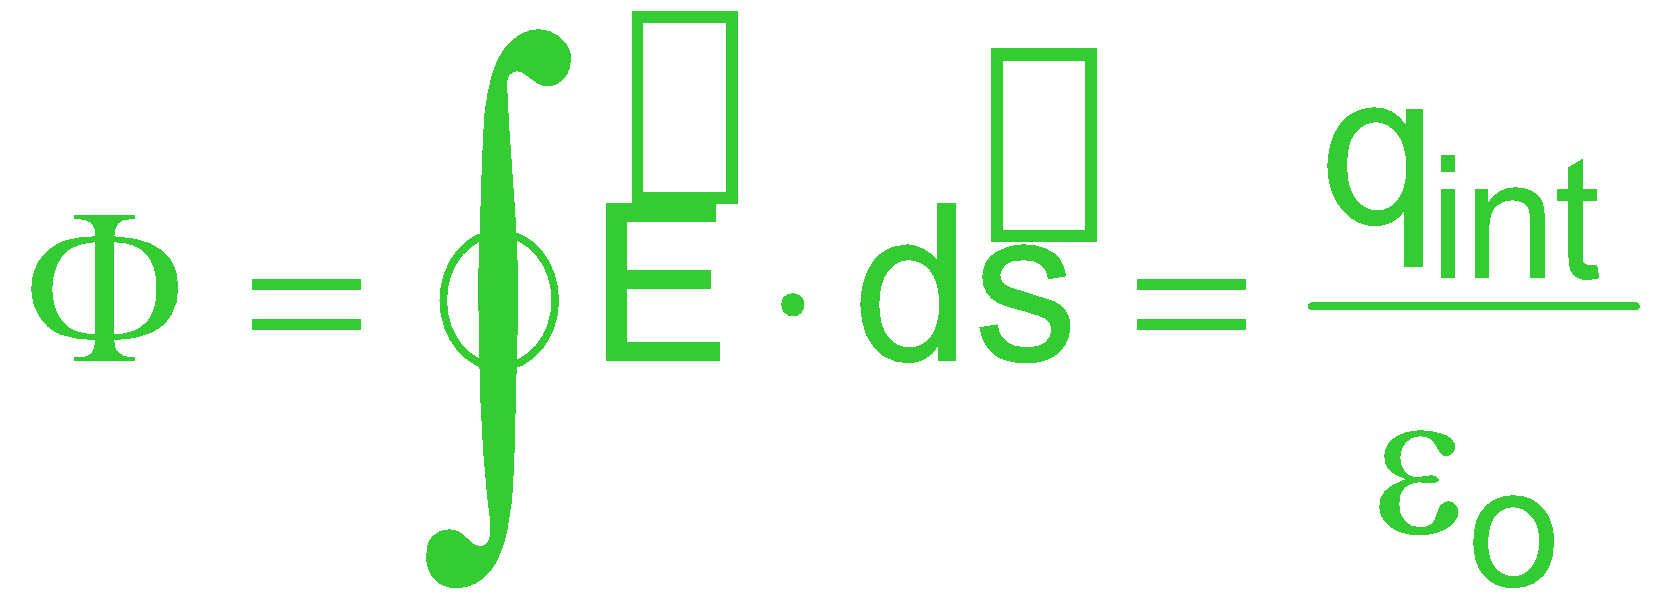 Φ = ∮ E⃗ · ds⃗ = q_int / ε_o